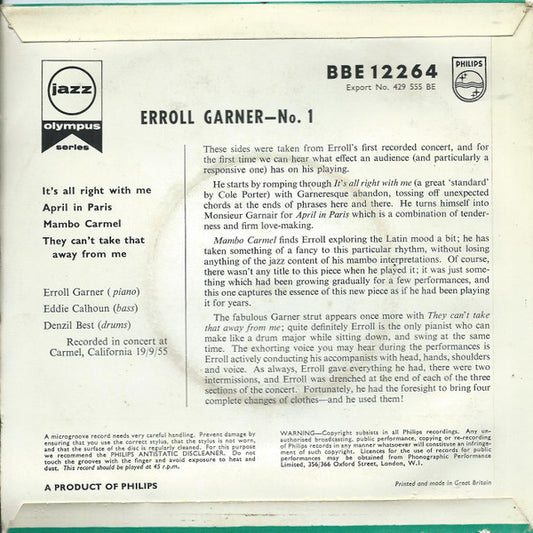 jazz
olympus
series
BBE 12264
Export No. 429 555 BE
PHILIPS
ERROLL GARNER—No. 1
It's all right with me
April in Paris
Mambo Carmel
They can't take that
away from me
Erroll Garner (piano)
Eddie Calhoun (bass)
Denzil Best (drums)
Recorded in concert at
Carmel, California 19/9/55
These sides were taken from Erroll's first recorded concert, and for
the first time we can hear what effect an audience (and particularly a
responsive one) has on his playing.
He starts by romping through It's all right with me (a great 'standard'
by Cole Porter) with Garneresque abandon, tossing off unexpected
chords at the ends of phrases here and there. He turns himself into
Monsieur Garnair for April in Paris which is a combination of tender-
ness and firm love-making.
Mambo Carmel finds Erroll exploring the Latin mood a bit; he has
taken something of a fancy to this particular rhythm, without losing
anything of the jazz content of his mambo interpretations. Of course,
there wasn't any title to this piece when he played it; it was just some-
thing which had been growing gradually for a few performances, and
this one captures the essence of this new piece as if he had been playing
it for years.
The fabulous Garner strut appears once more with They can't take
that away from me; quite definitely Erroll is the only pianist who can
make like a drum major while sitting down, and swing at the same
time. The exhorting voice you may hear during the performances is
Erroll actively conducting his accompanists with head, hands, shoulders
and voice. As always, Erroll gave everything he had, there were two
intermissions, and Erroll was drenched at the end of each of the three
sections of the concert. Fortunately, he had the foresight to bring four
complete changes of clothes—and he used them!
A microgroove record needs very careful handling. Prevent damage by
ensuring that you use the correct stylus, that the stylus is not worn,
and that the surface of the disc is regularly cleaned. For this purpose
we recommend the PHILIPS ANTISTATIC DISCLEANER. Do not
touch the grooves with the finger and avoid exposure to heat and
dust. This record should be played at 45 r.p.m.
WARNING—Copyright subsists in all Philips recordings. Any un-
authorised broadcasting, public performance, copying or re-recording
of Philips records in any manner whatsoever will constitute an infringe-
ment of such copyright. Licences for the use of records for public
performances may be obtained from Phonographic Performance
Limited, 356/366 Oxford Street, London, W.1.
A PRODUCT OF PHILIPS
Printed and made in Great Britain